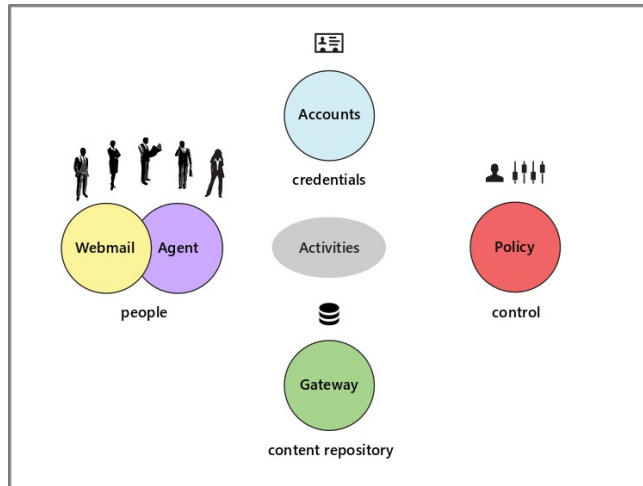 Accounts
credentials
Webmail
Agent
people
Activities
Policy
control
Gateway
content repository